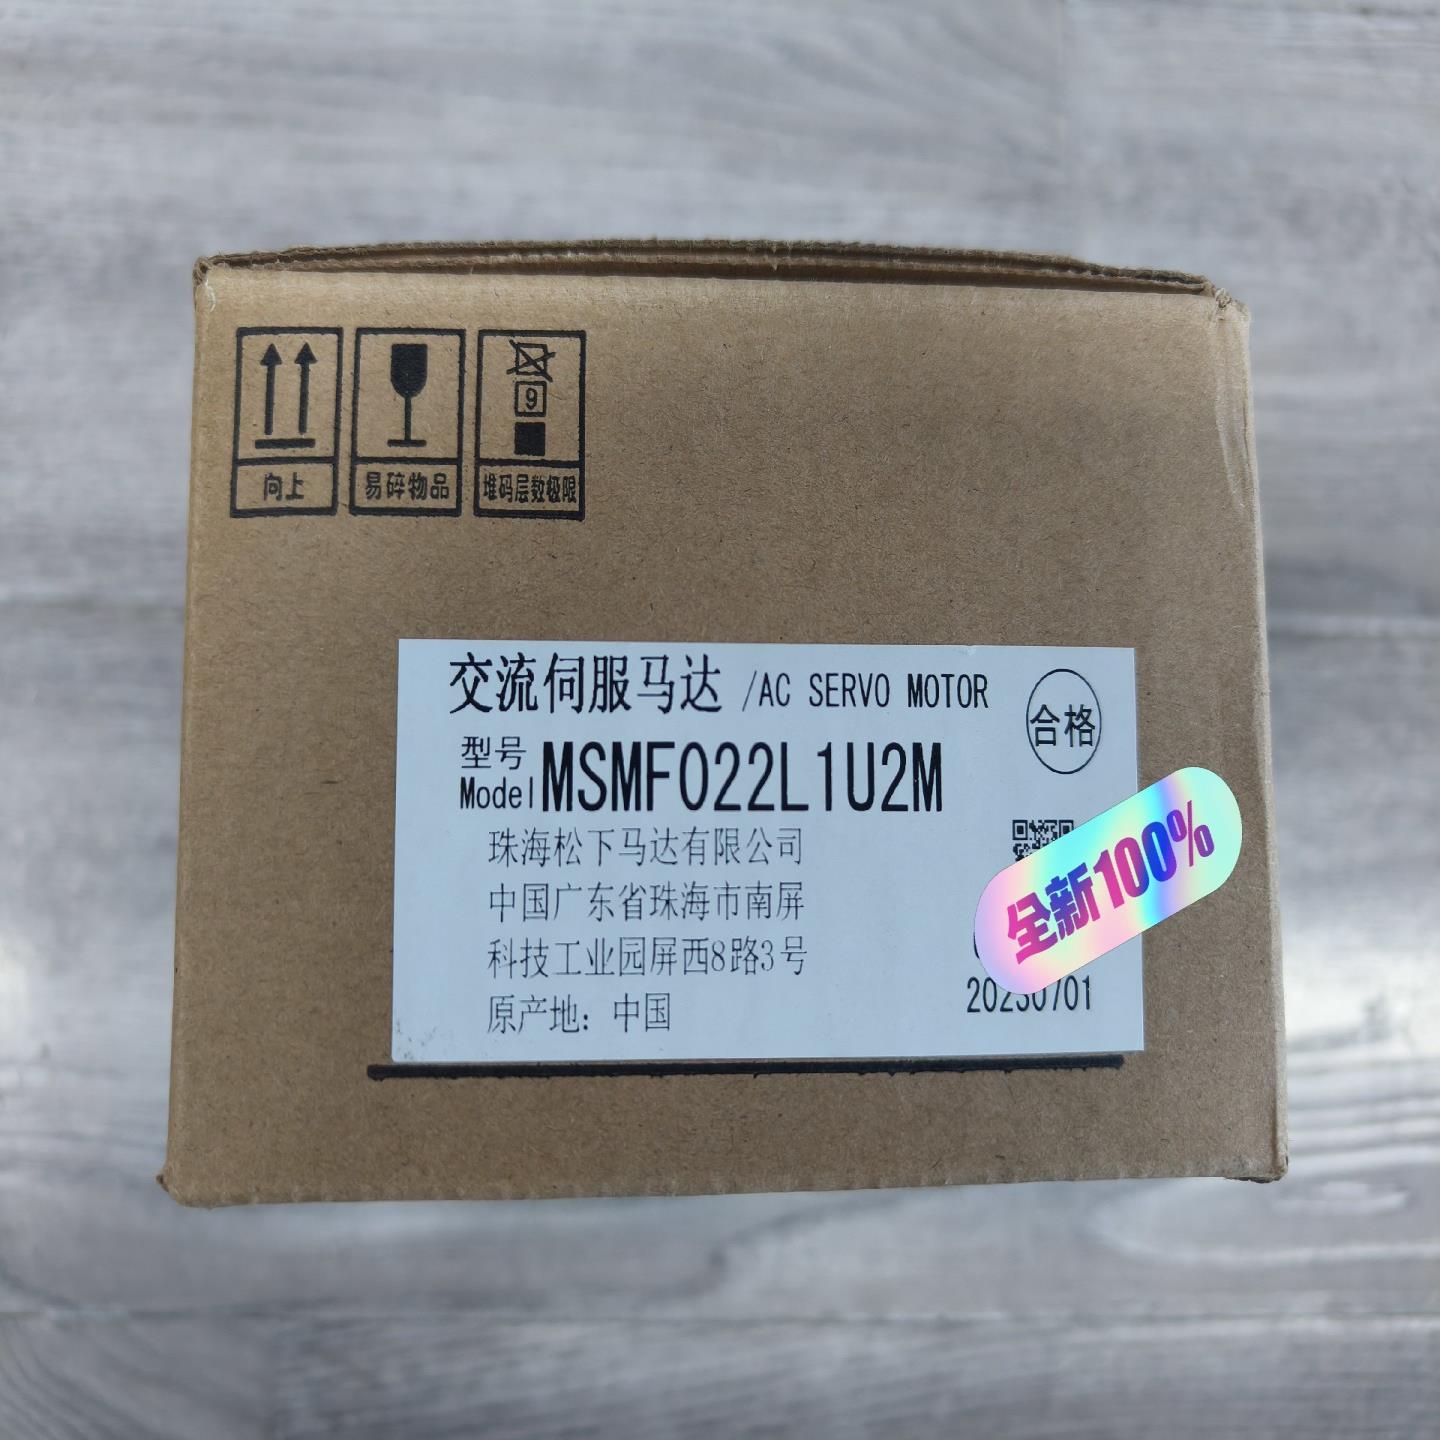 9
向上
易碎物品
堆码层数极限
交流伺服马达 /AC SERVO MOTOR
合格
型号
Model MSMF022L1U2M
珠海松下马达有限公司
中国广东省珠海市南屏
科技工业园屏西8路3号
原产地: 中国
全新100%
20230701